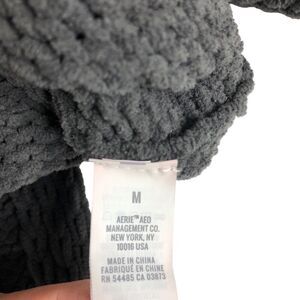 M
AERIE™ AEO
MANAGEMENT CO.
NEW YORK, NY
10016 USA
MADE IN CHINA
FABRIQUÉ EN CHINE
RN 54485 CA 03873